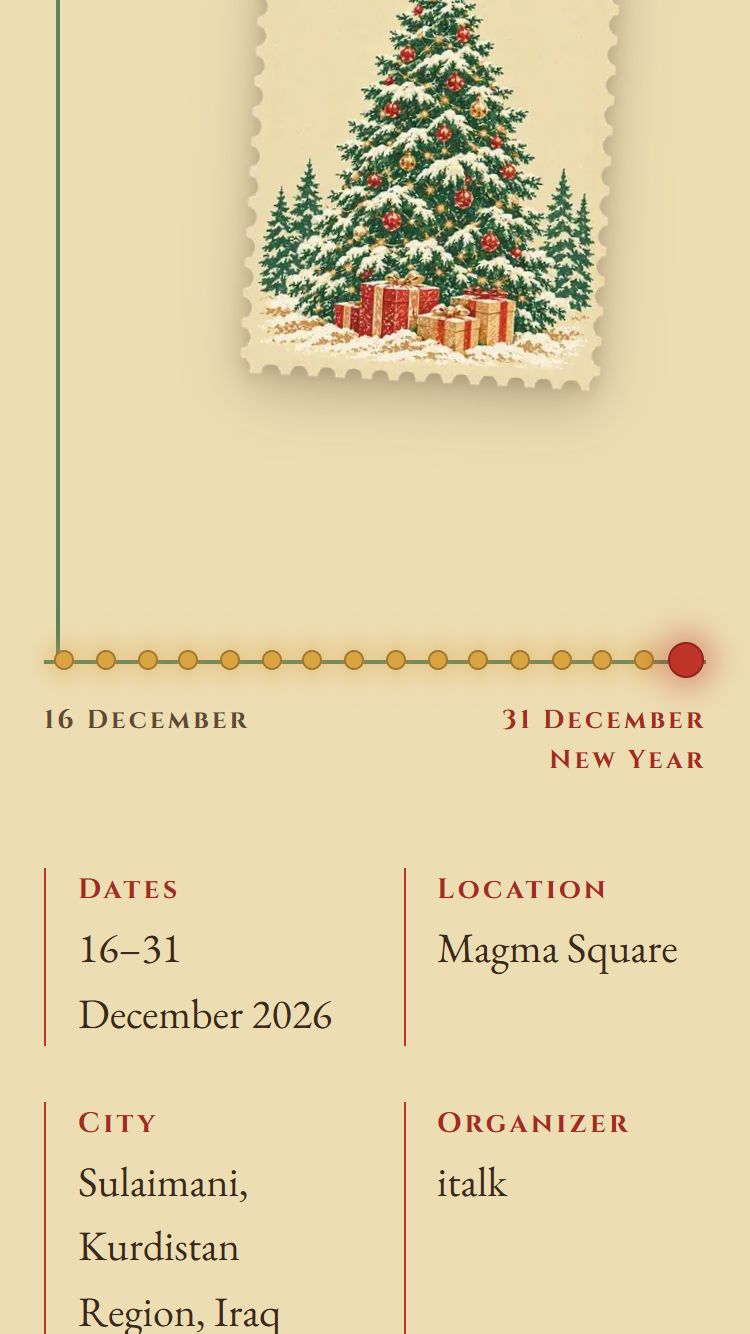 16 December
31 December
New Year
Dates
16–31
December 2026
Location
Magma Square
City
Sulaimani,
Kurdistan
Region, Iraq
Organizer
italk